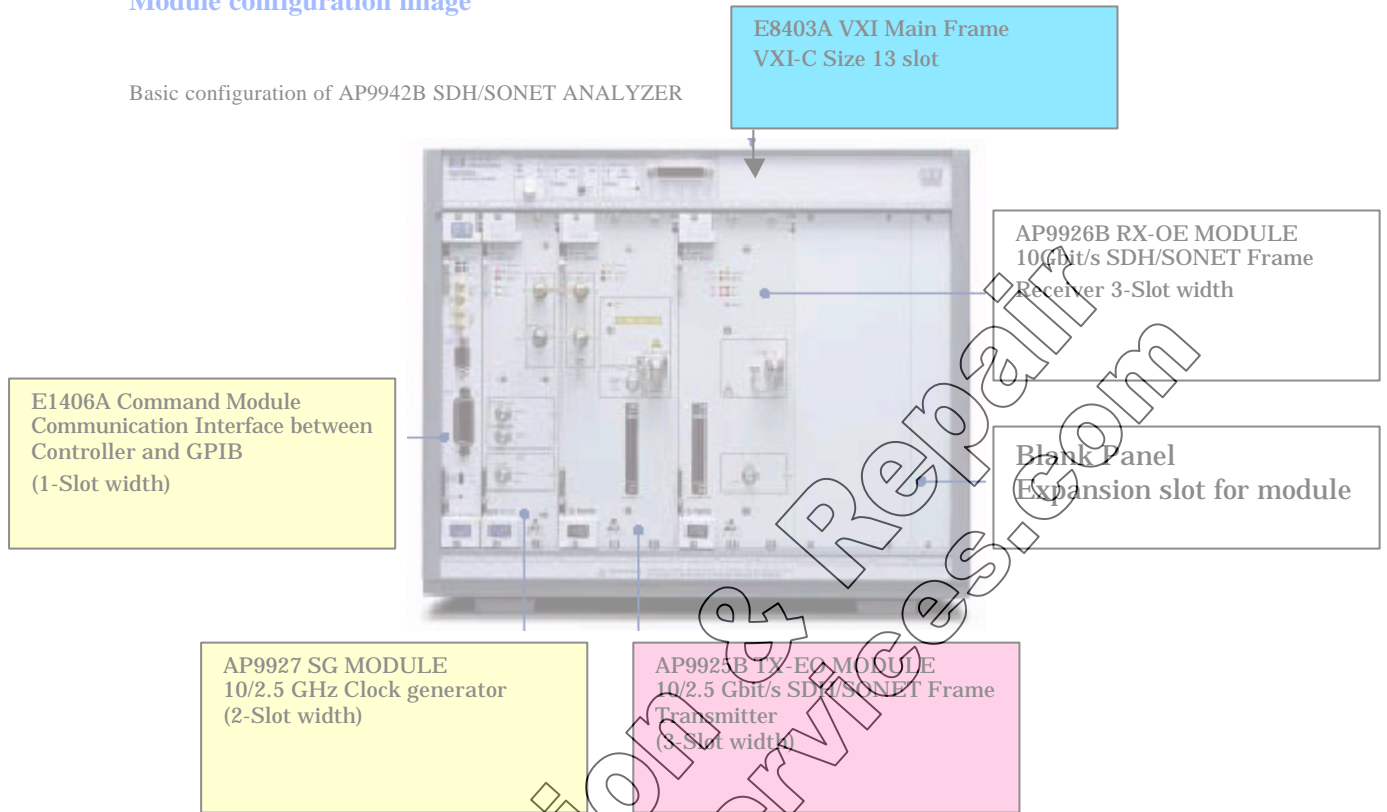 Module configuration image
E8403A VXI Main Frame
VXI-C Size 13 slot
Basic configuration of AP9942B SDH/SONET ANALYZER
AP9926B RX-OE MODULE
10Gbit/s SDH/SONET Frame
Receiver 3-Slot width
E1406A Command Module
Communication Interface between
Controller and GPIB
(1-Slot width)
Blank Panel
Expansion slot for module
AP9927 SG MODULE
10/2.5 GHz Clock generator
(2-Slot width)
AP9925B TX-EO MODULE
10/2.5 Gbit/s SDH/SONET Frame
Transmitter
(3-Slot width)
& Repair